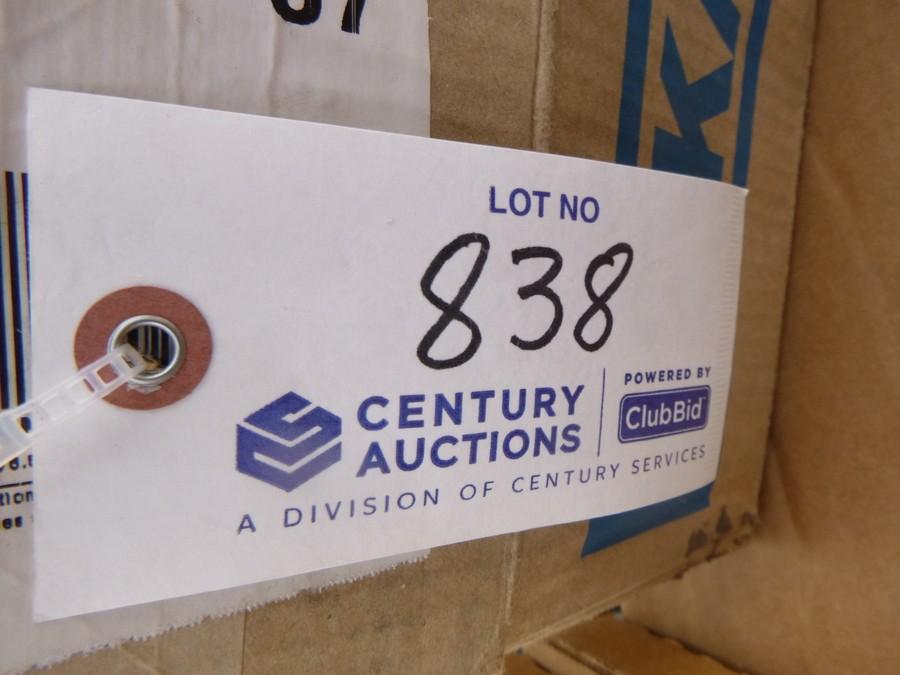 LOT NO
838
CENTURY
AUCTIONS
POWERED BY
ClubBid
A DIVISION OF CENTURY SERVICES